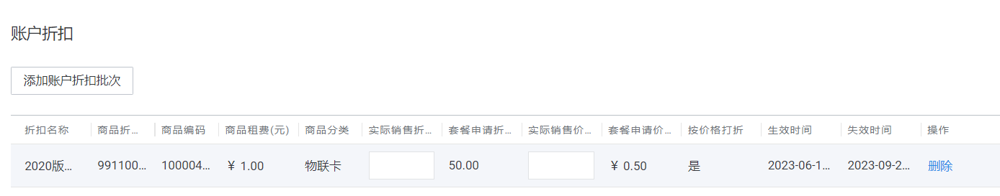 账户折扣
添加账户折扣批次
折扣名称 商品折... 商品编码 商品租费(元) 商品分类 实际销售折... 套餐申请折... 实际销售价... 套餐申请价... 按价格打折 生效时间 失效时间 操作
2020版... 991100... 100004... ¥ 1.00 物联卡 50.00 ¥ 0.50 是 2023-06-1... 2023-09-2... 删除